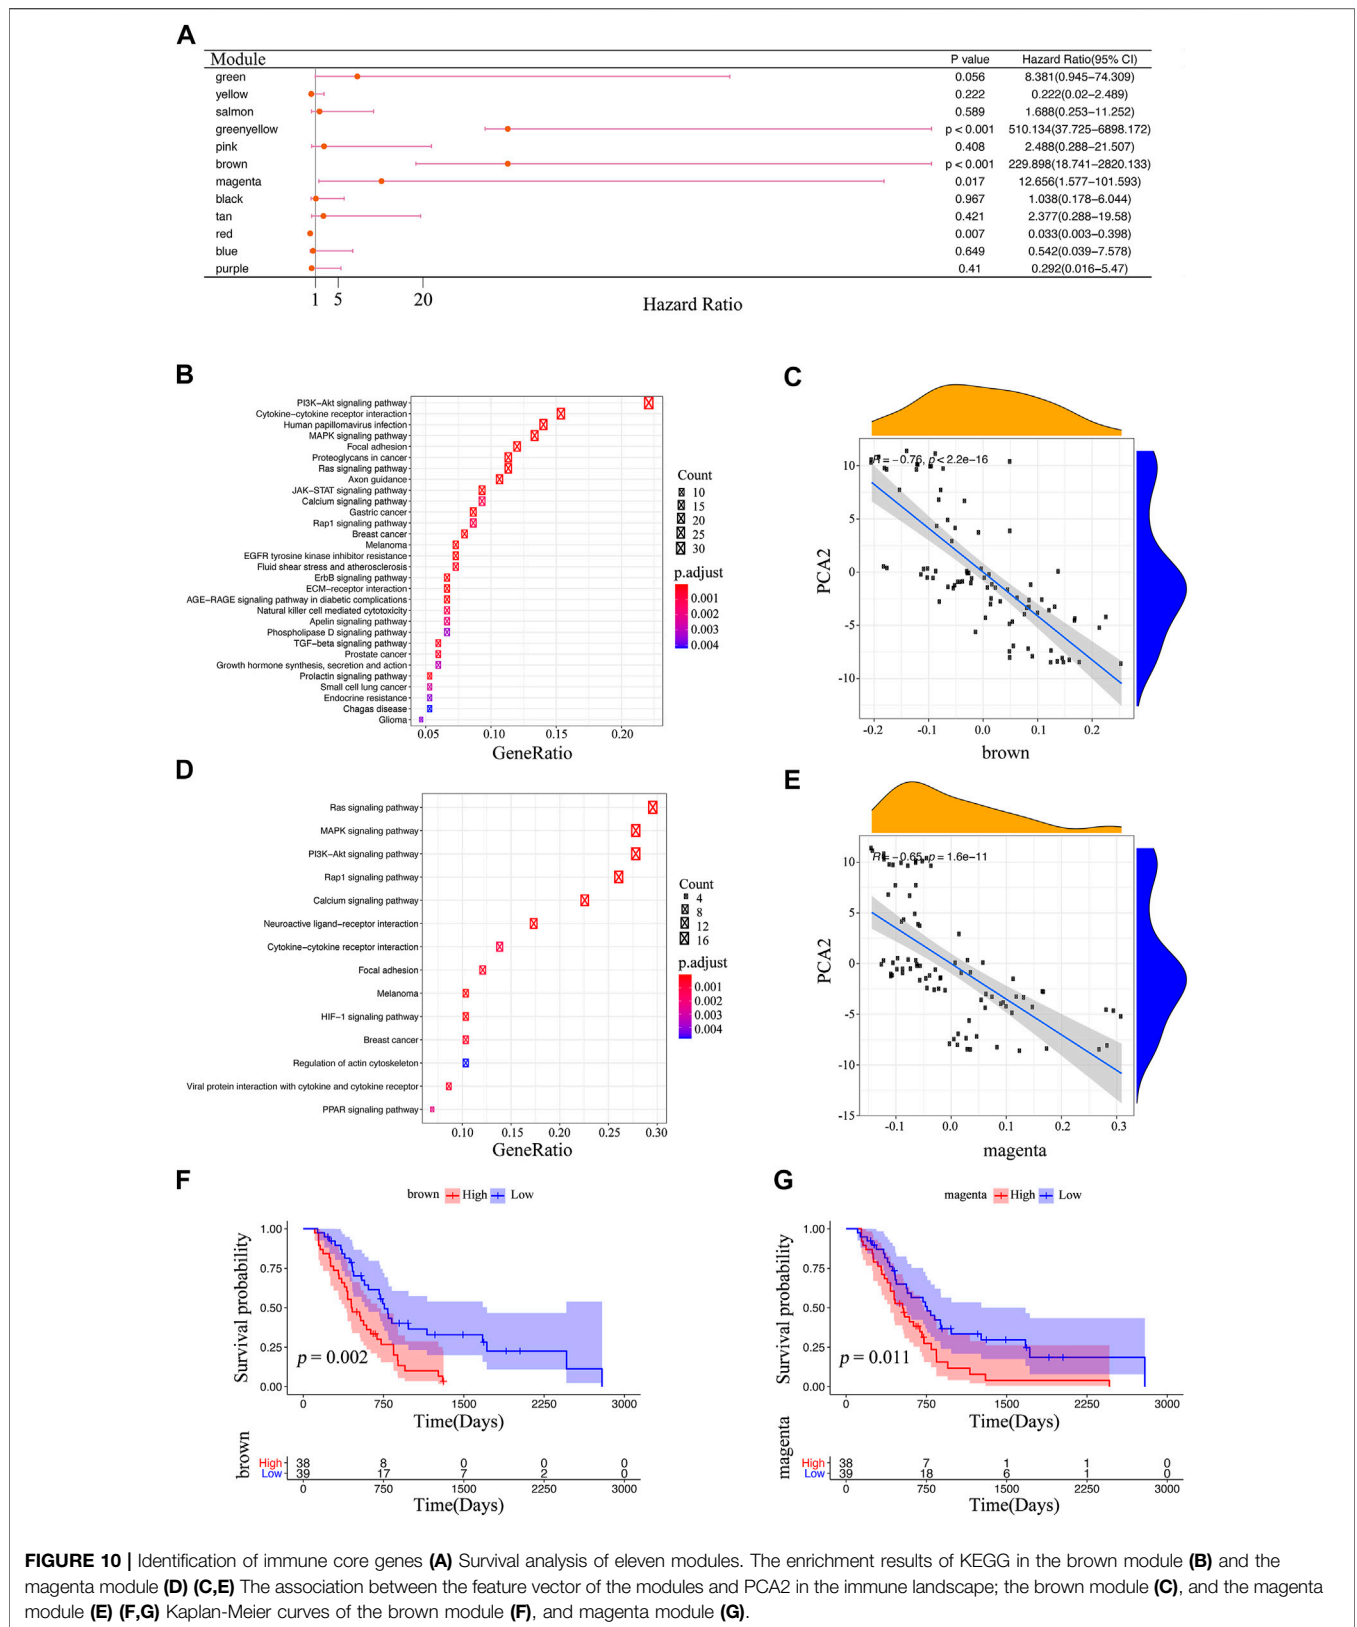 A
Module P value Hazard Ratio(95% CI)
green 0.056 8.381(0.945−74.309)
yellow 0.222 0.222(0.02−2.489)
salmon 0.589 1.688(0.253−11.252)
greenyellow p < 0.001 510.134(37.725−6898.172)
pink 0.408 2.488(0.288−21.507)
brown p < 0.001 229.898(18.741−2820.133)
magenta 0.017 12.656(1.577−101.593)
black 0.967 1.038(0.178−6.044)
tan 0.421 2.377(0.288−19.58)
red 0.007 0.033(0.003−0.398)
blue 0.649 0.542(0.039−7.578)
purple 0.41 0.292(0.016−5.47)
1 5 20
Hazard Ratio
B
PI3K−Akt signaling pathway
Cytokine−cytokine receptor interaction
Human papillomavirus infection
MAPK signaling pathway
Focal adhesion
Proteoglycans in cancer
Ras signaling pathway
Axon guidance
JAK−STAT signaling pathway
Calcium signaling pathway
Gastric cancer
Rap1 signaling pathway
Breast cancer
Melanoma
EGFR tyrosine kinase inhibitor resistance
Fluid shear stress and atherosclerosis
ErbB signaling pathway
ECM−receptor interaction
AGE−RAGE signaling pathway in diabetic complications
Natural killer cell mediated cytotoxicity
Apelin signaling pathway
Phospholipase D signaling pathway
TGF−beta signaling pathway
Prostate cancer
Growth hormone synthesis, secretion and action
Prolactin signaling pathway
Small cell lung cancer
Endocrine resistance
Chagas disease
Glioma
0.05 0.10 0.15 0.20
GeneRatio
Count
10
15
20
25
30
p.adjust
0.001
0.002
0.003
0.004
C
R = −0.76, p < 2.2e−16
10
5
0
-5
-10
PCA2
-0.2 -0.1 0.0 0.1 0.2
brown
D
Ras signaling pathway
MAPK signaling pathway
PI3K−Akt signaling pathway
Rap1 signaling pathway
Calcium signaling pathway
Neuroactive ligand−receptor interaction
Cytokine−cytokine receptor interaction
Focal adhesion
Melanoma
HIF−1 signaling pathway
Breast cancer
Regulation of actin cytoskeleton
Viral protein interaction with cytokine and cytokine receptor
PPAR signaling pathway
0.10 0.15 0.20 0.25 0.30
GeneRatio
Count
4
8
12
16
p.adjust
0.001
0.002
0.003
0.004
E
R = −0.65, p = 1.6e−11
10
5
0
-5
-10
-15
PCA2
-0.1 0.0 0.1 0.2 0.3
magenta
F
brown High Low
1.00
0.75
0.50
0.25
0.00
Survival probability
p = 0.002
0 750 1500 2250 3000
Time(Days)
brown
High 38 8 0 0 0
Low 39 17 7 2 0
0 750 1500 2250 3000
Time(Days)
G
magenta High Low
1.00
0.75
0.50
0.25
0.00
Survival probability
p = 0.011
0 750 1500 2250 3000
Time(Days)
magenta
High 38 7 1 1 0
Low 39 18 6 1 0
0 750 1500 2250 3000
Time(Days)
FIGURE 10 | Identification of immune core genes (A) Survival analysis of eleven modules. The enrichment results of KEGG in the brown module (B) and the
magenta module (D) (C,E) The association between the feature vector of the modules and PCA2 in the immune landscape; the brown module (C), and the magenta
module (E) (F,G) Kaplan-Meier curves of the brown module (F), and magenta module (G).